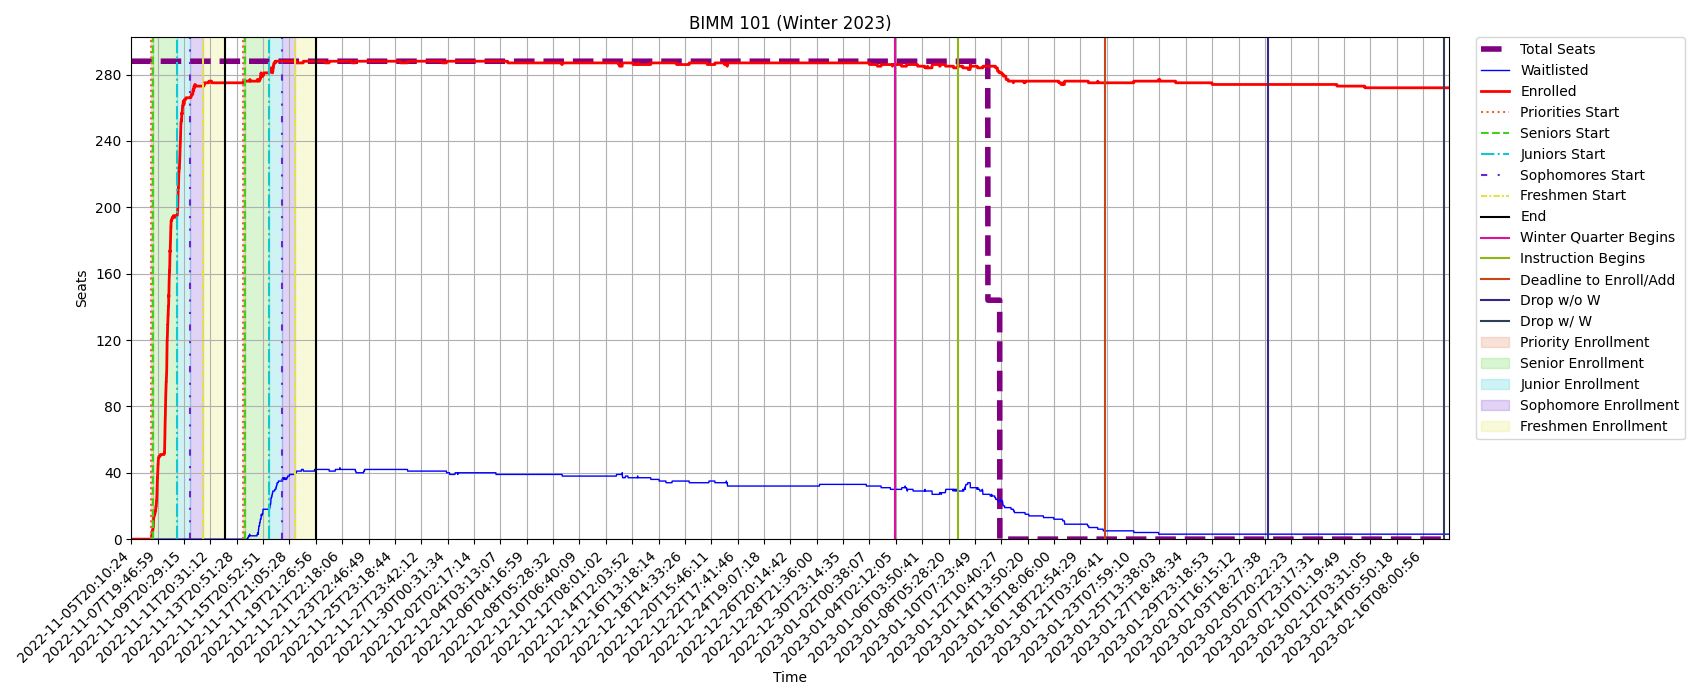 BIMM 101 (Winter 2023)
Seats
280
240
200
160
120
80
40
0
2022-11-05T20:10:24
2022-11-07T19:46:59
2022-11-09T20:29:15
2022-11-11T20:31:12
2022-11-13T20:51:28
2022-11-15T20:52:51
2022-11-17T21:05:28
2022-11-19T21:26:56
2022-11-21T22:18:06
2022-11-23T22:46:49
2022-11-25T23:18:44
2022-11-27T23:42:12
2022-11-30T00:31:34
2022-12-02T02:17:14
2022-12-04T03:13:07
2022-12-06T04:16:59
2022-12-08T05:28:32
2022-12-10T06:40:09
2022-12-12T08:01:02
2022-12-14T12:03:52
2022-12-16T13:18:14
2022-12-18T14:33:26
2022-12-20T15:46:11
2022-12-22T17:41:46
2022-12-24T19:07:18
2022-12-26T20:14:42
2022-12-28T21:36:00
2022-12-30T23:14:35
2023-01-02T00:38:07
2023-01-04T02:12:05
2023-01-06T03:50:41
2023-01-08T05:28:20
2023-01-10T07:23:49
2023-01-12T10:40:27
2023-01-14T13:50:20
2023-01-16T18:06:00
2023-01-18T22:54:29
2023-01-21T03:26:41
2023-01-23T07:59:10
2023-01-25T13:38:03
2023-01-27T18:48:34
2023-01-29T23:18:53
2023-02-01T16:15:12
2023-02-03T18:27:38
2023-02-05T20:22:23
2023-02-07T23:17:31
2023-02-10T01:19:49
2023-02-12T03:31:05
2023-02-14T05:50:18
2023-02-16T08:00:56
Time
Total Seats
Waitlisted
Enrolled
Priorities Start
Seniors Start
Juniors Start
Sophomores Start
Freshmen Start
End
Winter Quarter Begins
Instruction Begins
Deadline to Enroll/Add
Drop w/o W
Drop w/ W
Priority Enrollment
Senior Enrollment
Junior Enrollment
Sophomore Enrollment
Freshmen Enrollment